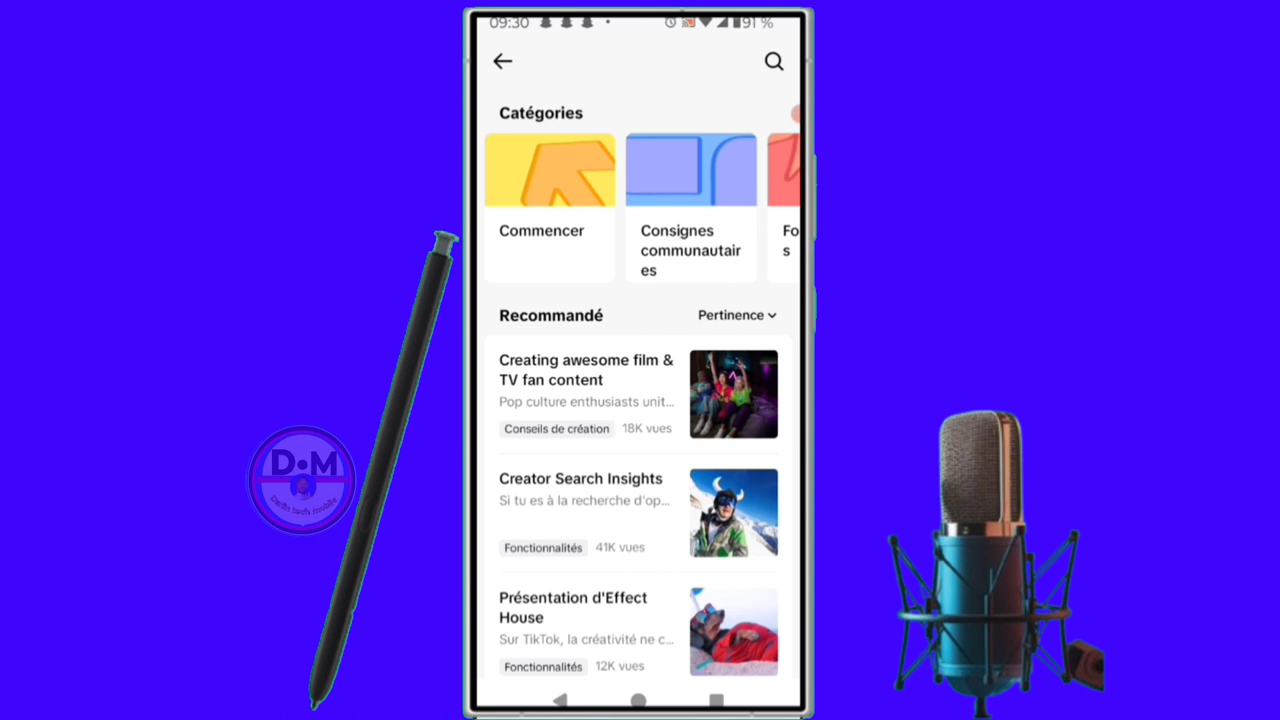 09:30
91 %
Catégories
Commencer
Consignes
communautair
es
Fo
s
Recommandé
Pertinence
Creating awesome film &
TV fan content
Pop culture enthusiasts unit...
Conseils de création
18K vues
Creator Search Insights
Si tu es à la recherche d'op...
Fonctionnalités
41K vues
Présentation d'Effect
House
Sur TikTok, la créativité ne c...
Fonctionnalités
12K vues
D•M